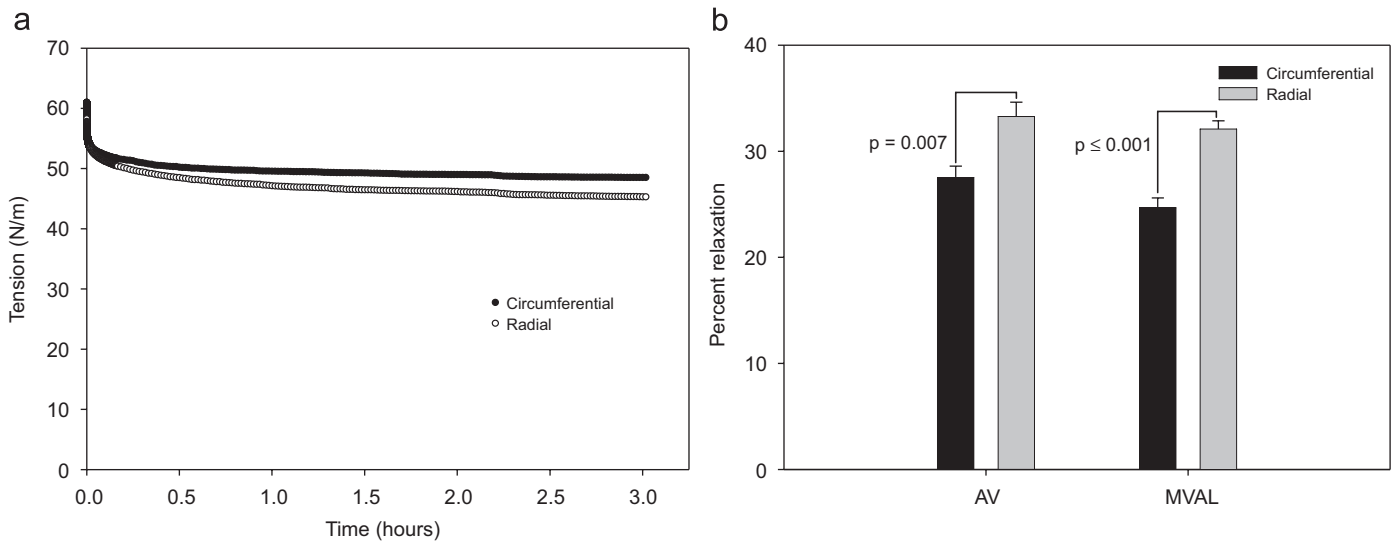 a
70
60
50
40
30
20
10
0
Tension (N/m)
Circumferential
Radial
0.0 0.5 1.0 1.5 2.0 2.5 3.0
Time (hours)
b
40
30
20
10
0
Percent relaxation
Circumferential
Radial
p = 0.007
p ≤ 0.001
AV MVAL